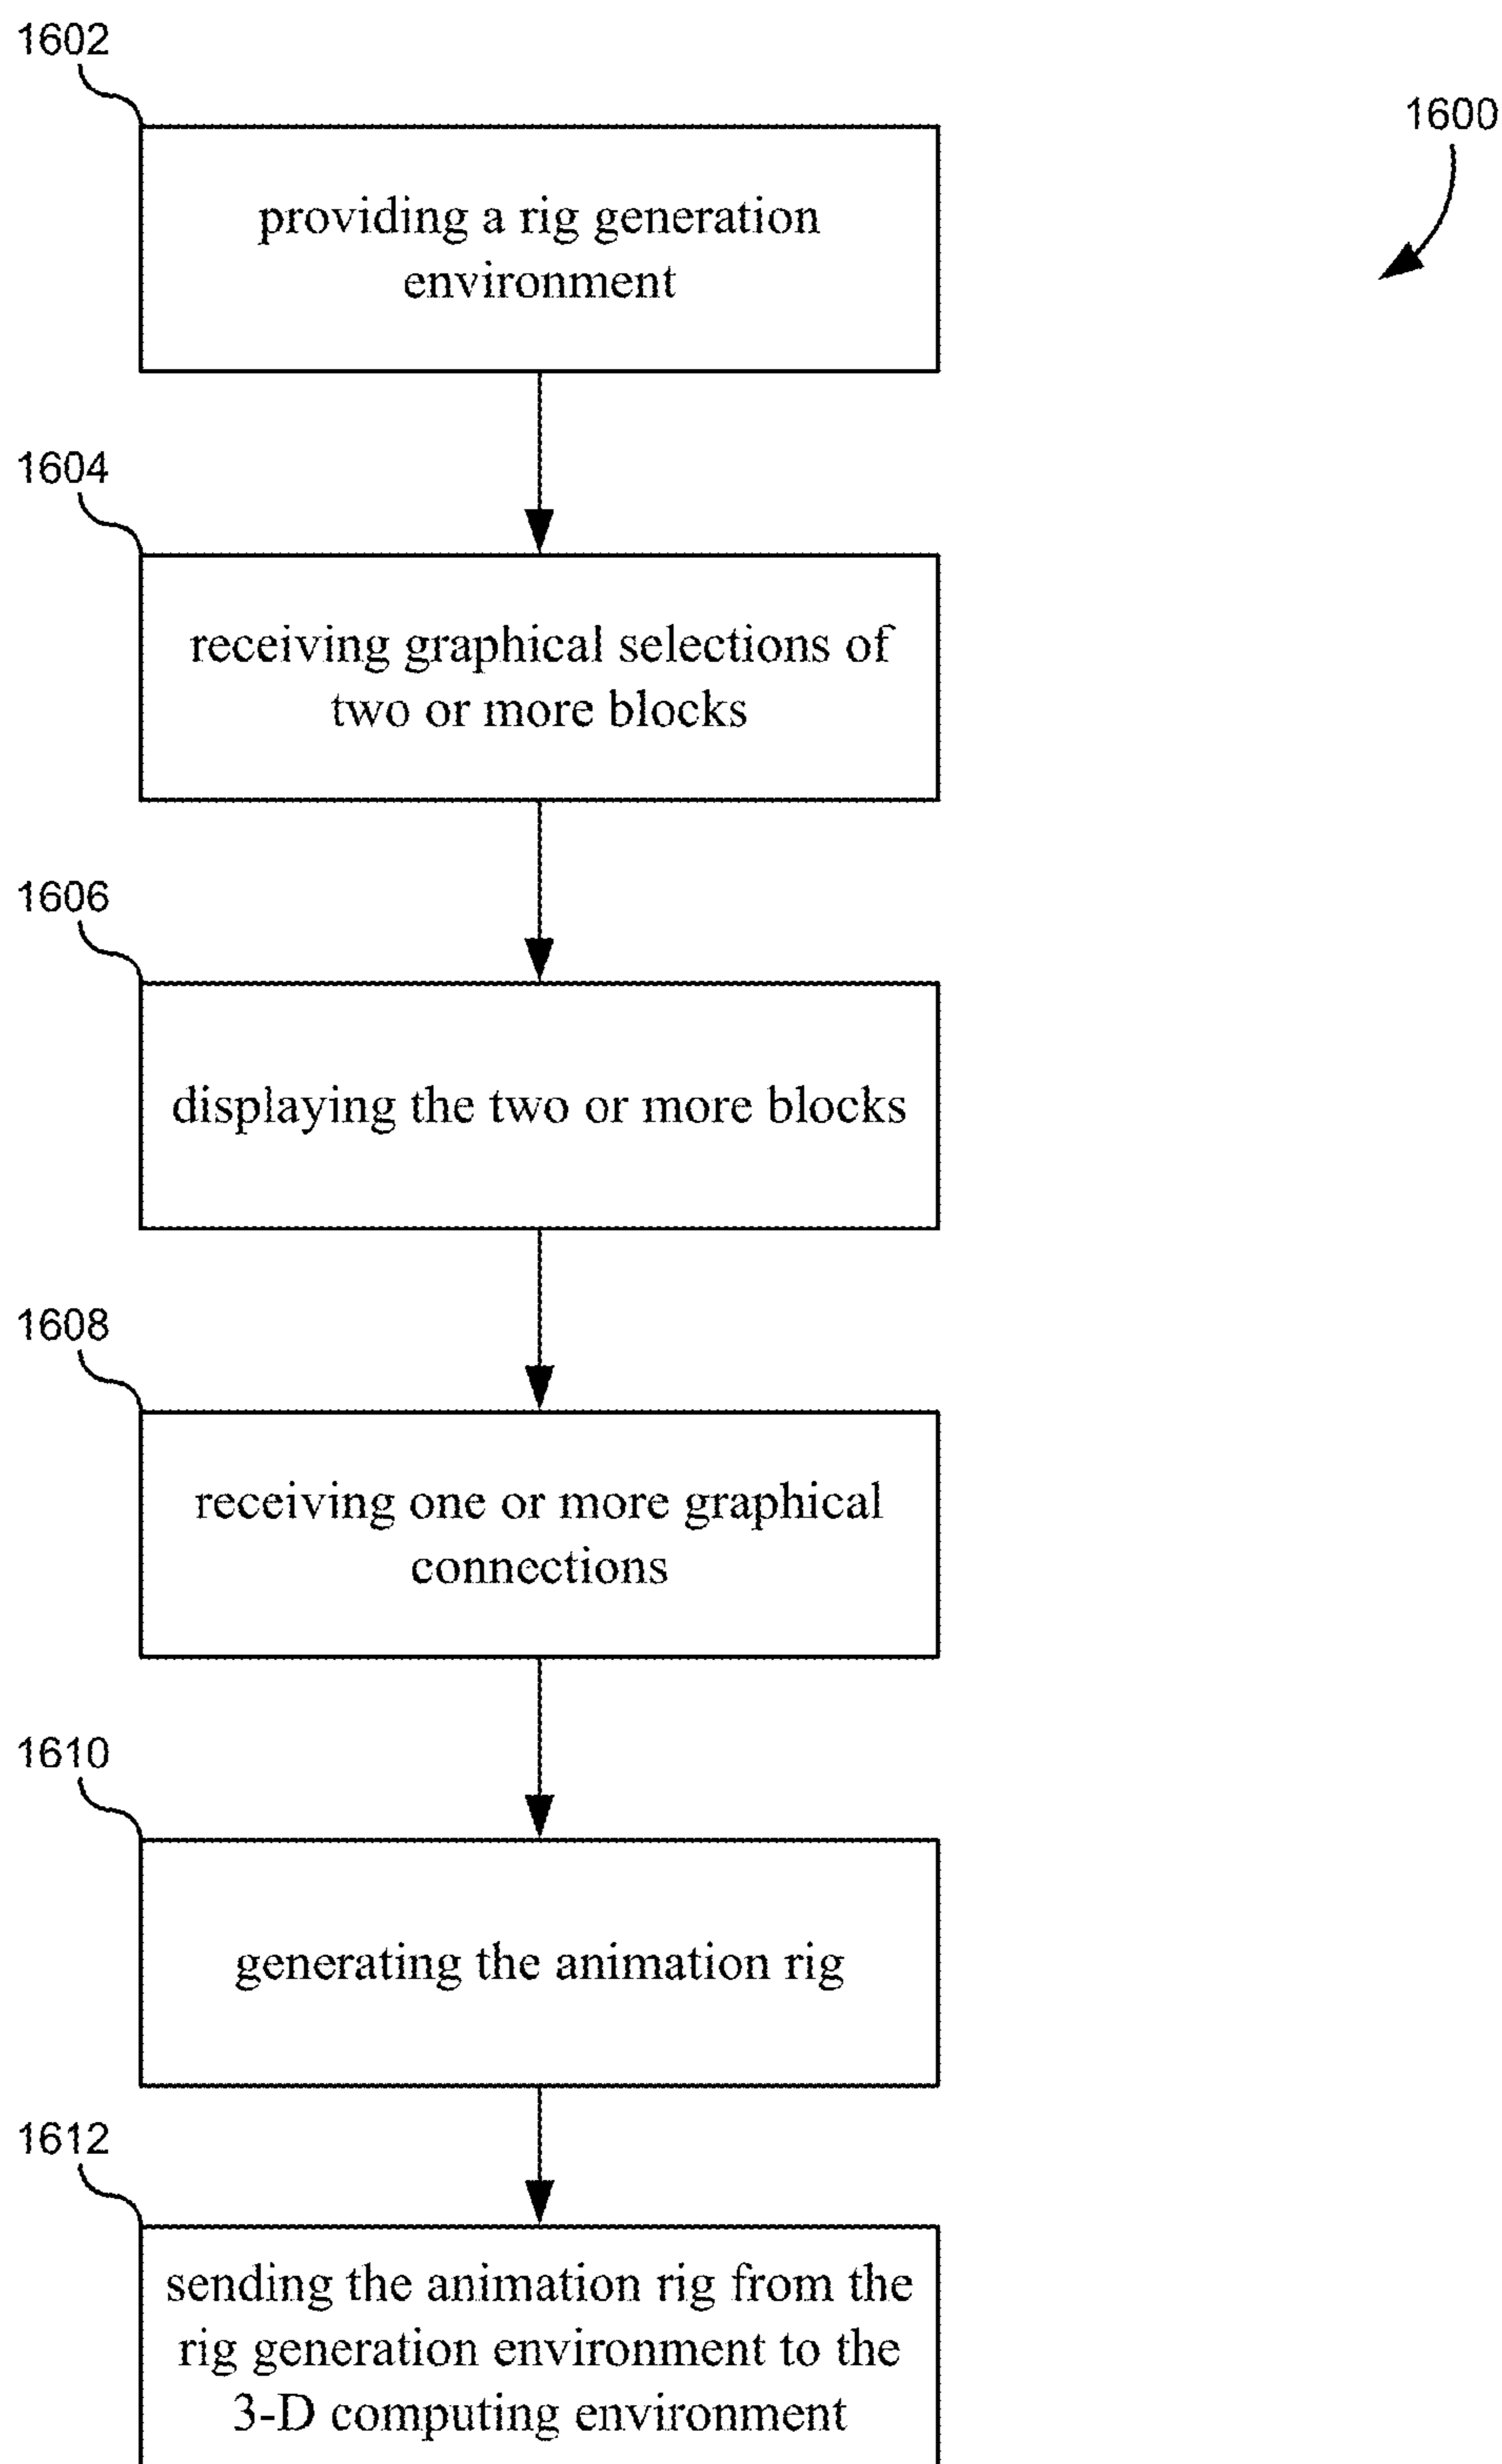 1602
1600
providing a rig generation
environment
1604
receiving graphical selections of
two or more blocks
1606
displaying the two or more blocks
1608
receiving one or more graphical
connections
1610
generating the animation rig
1612
sending the animation rig from the
rig generation environment to the
3-D computing environment